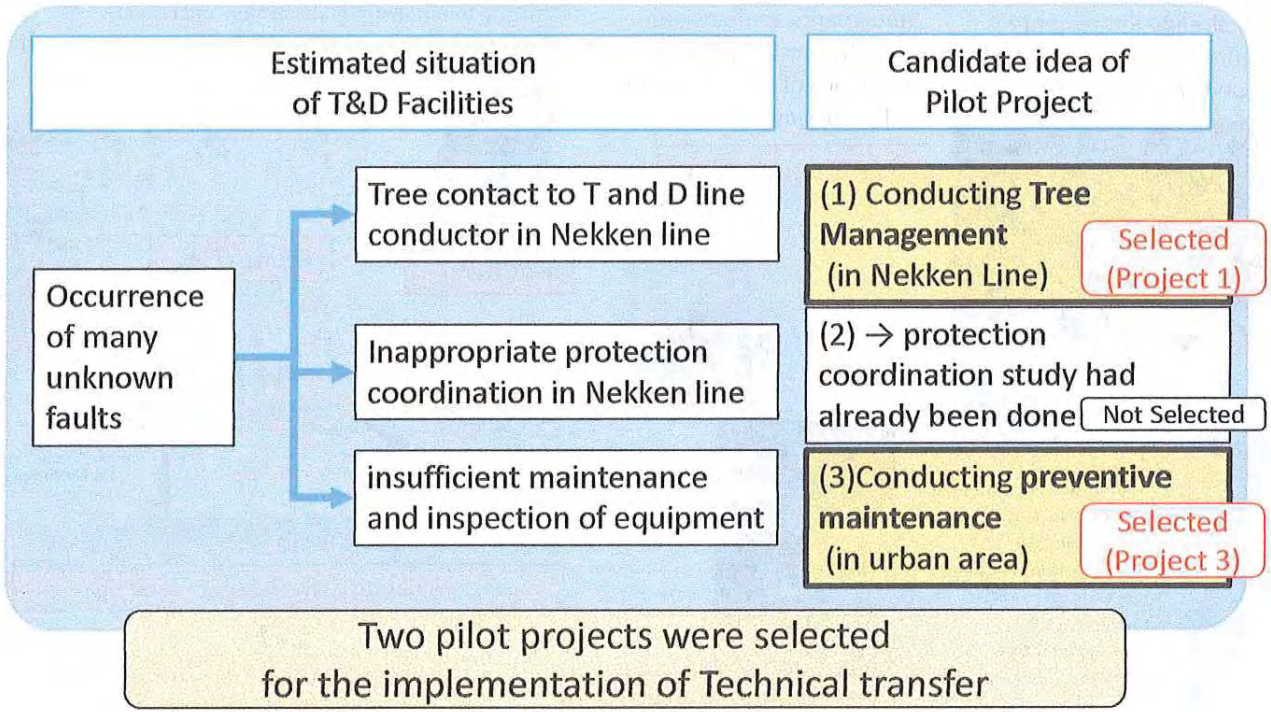 Estimated situation
of T&D Facilities
Candidate idea of
Pilot Project
Occurrence
of many
unknown
faults
Tree contact to T and D line
conductor in Nekken line
(1) Conducting Tree
Management
(in Nekken Line)
Selected
(Project 1)
Inappropriate protection
coordination in Nekken line
(2) → protection
coordination study had
already been done
Not Selected
insufficient maintenance
and inspection of equipment
(3)Conducting preventive
maintenance
(in urban area)
Selected
(Project 3)
Two pilot projects were selected
for the implementation of Technical transfer